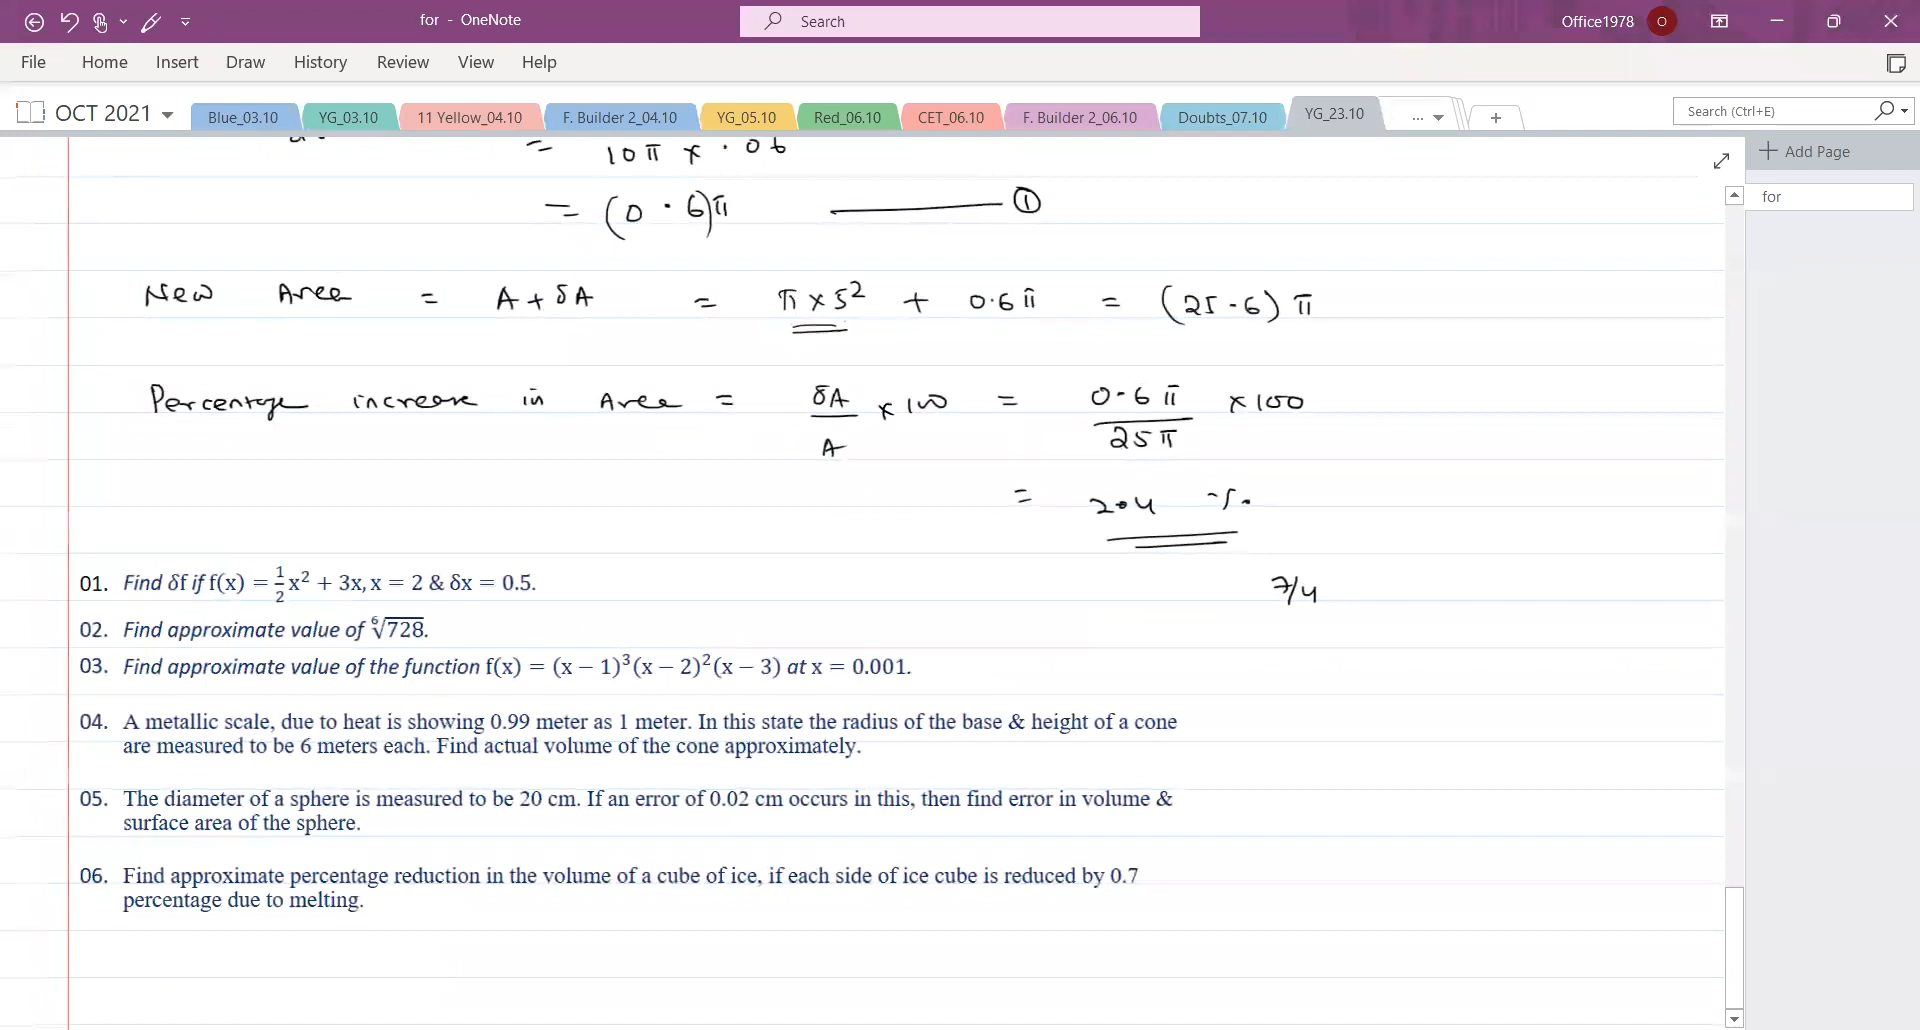 for - OneNote
Search
Office1978
O
File Home Insert Draw History Review View Help
OCT 2021
Blue_03.10 YG_03.10 11 Yellow_04.10 F. Builder 2_04.10 YG_05.10 Red_06.10 CET_06.10 F. Builder 2_06.10 Doubts_07.10 YG_23.10 ... +
Search (Ctrl+E)
Add Page
for
= 10π × .06
= (0.6)π ——— ①
New Area = A + δA = π × 5² + 0.6π = (25.6) π
Percentage increase in Area = δA/A × 100 = 0.6π/25π × 100
= 2.4 %
01. Find δf if f(x) = 1/2 x² + 3x, x = 2 & δx = 0.5.
7/4
02. Find approximate value of ⁶√728.
03. Find approximate value of the function f(x) = (x − 1)³(x − 2)²(x − 3) at x = 0.001.
04. A metallic scale, due to heat is showing 0.99 meter as 1 meter. In this state the radius of the base & height of a cone
are measured to be 6 meters each. Find actual volume of the cone approximately.
05. The diameter of a sphere is measured to be 20 cm. If an error of 0.02 cm occurs in this, then find error in volume &
surface area of the sphere.
06. Find approximate percentage reduction in the volume of a cube of ice, if each side of ice cube is reduced by 0.7
percentage due to melting.